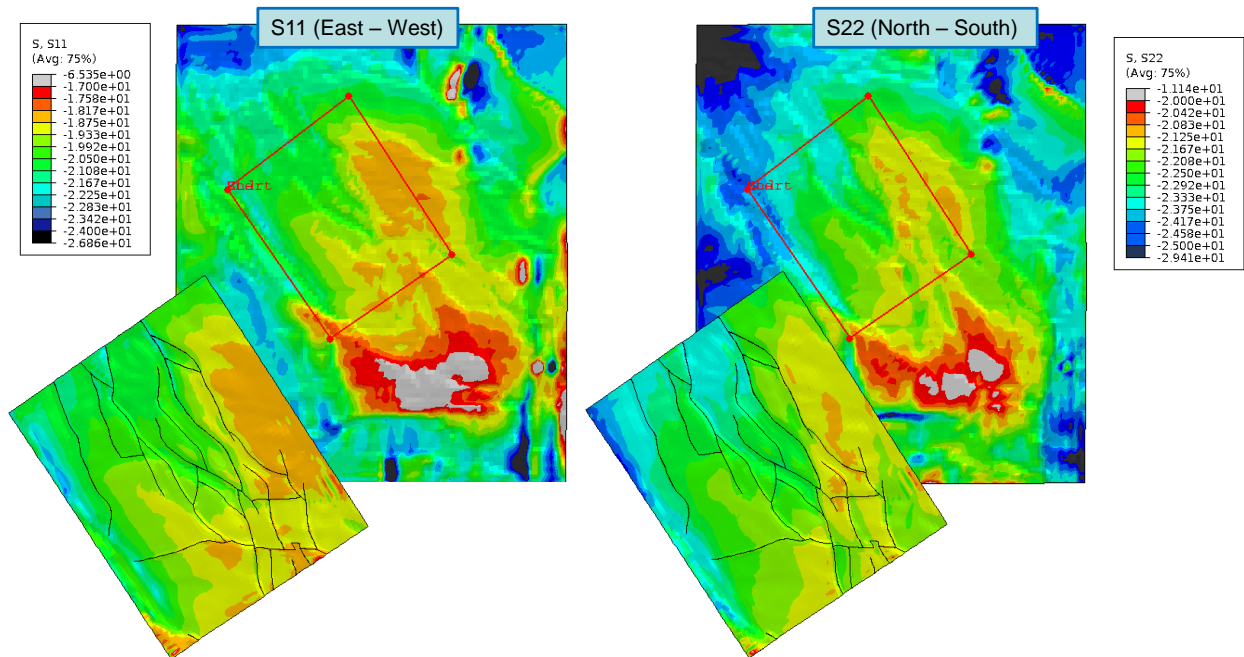 S11 (East – West)
S, S11
(Avg: 75%)
-6.535e+00
-1.700e+01
-1.758e+01
-1.817e+01
-1.875e+01
-1.933e+01
-1.992e+01
-2.050e+01
-2.108e+01
-2.167e+01
-2.225e+01
-2.283e+01
-2.342e+01
-2.400e+01
-2.686e+01
S22 (North – South)
S, S22
(Avg: 75%)
-1.114e+01
-2.000e+01
-2.042e+01
-2.083e+01
-2.125e+01
-2.167e+01
-2.208e+01
-2.250e+01
-2.292e+01
-2.333e+01
-2.375e+01
-2.417e+01
-2.458e+01
-2.500e+01
-2.941e+01